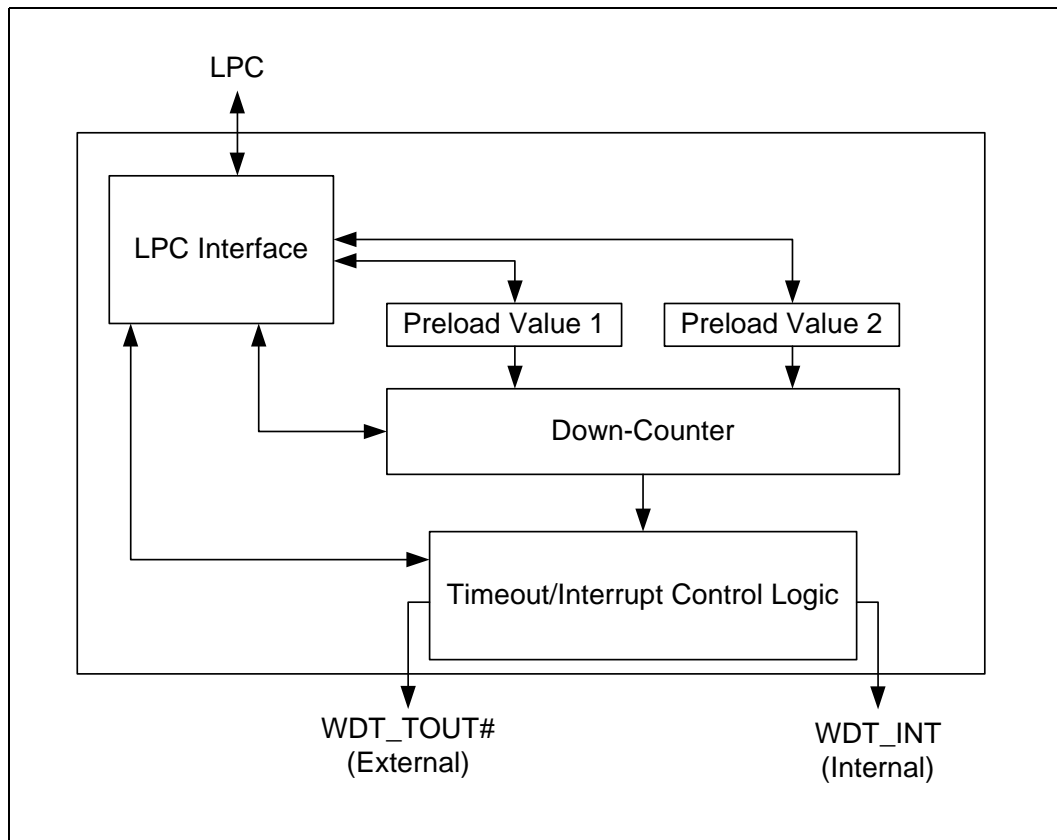 LPC
LPC Interface
Preload Value 1
Preload Value 2
Down-Counter
Timeout/Interrupt Control Logic
WDT_TOUT#
(External)
WDT_INT
(Internal)